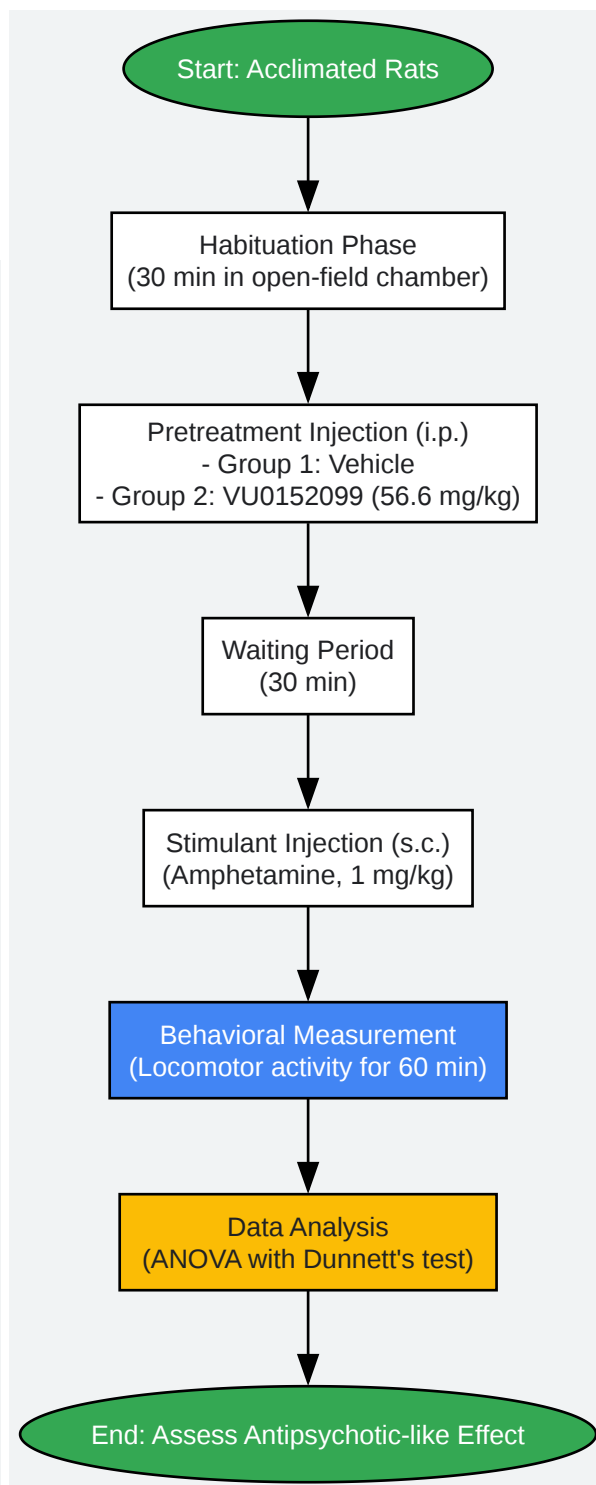 Start: Acclimated Rats
Habituation Phase
(30 min in open-field chamber)
Pretreatment Injection (i.p.)
- Group 1: Vehicle
- Group 2: VU0152099 (56.6 mg/kg)
Waiting Period
(30 min)
Stimulant Injection (s.c.)
(Amphetamine, 1 mg/kg)
Behavioral Measurement
(Locomotor activity for 60 min)
Data Analysis
(ANOVA with Dunnett's test)
End: Assess Antipsychotic-like Effect